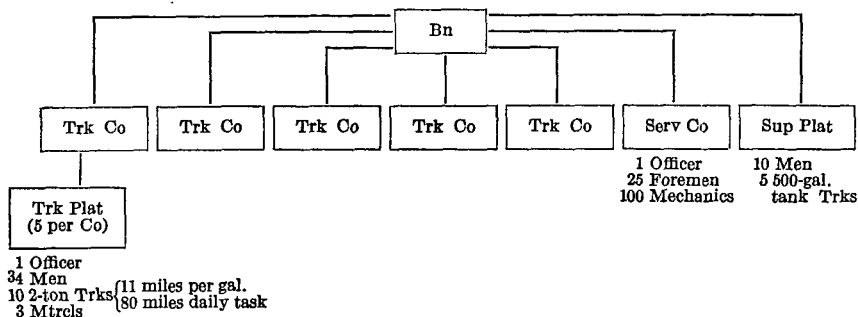 Bn
Trk Co Trk Co Trk Co Trk Co Trk Co Serv Co Sup Plat
1 Officer
25 Foremen
100 Mechanics
10 Men
5 500-gal.
tank Trks
Trk Plat
(5 per Co)
1 Officer
34 Men
10 2-ton Trks {11 miles per gal.
80 miles daily task
3 Mtrcls